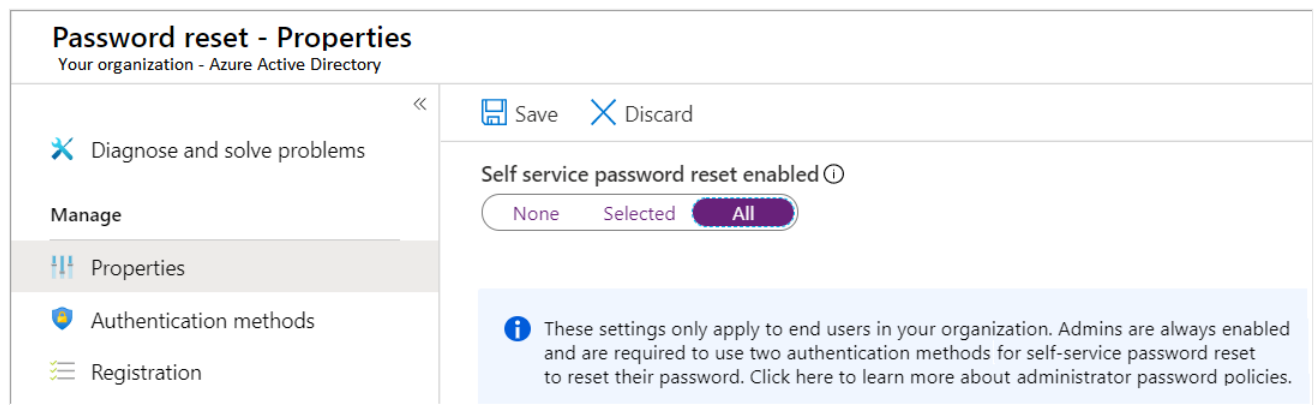 Password reset - Properties
Your organization - Azure Active Directory
«
Save Discard
Diagnose and solve problems
Self service password reset enabled
None Selected All
Manage
Properties
Authentication methods
Registration
These settings only apply to end users in your organization. Admins are always enabled
and are required to use two authentication methods for self-service password reset
to reset their password. Click here to learn more about administrator password policies.